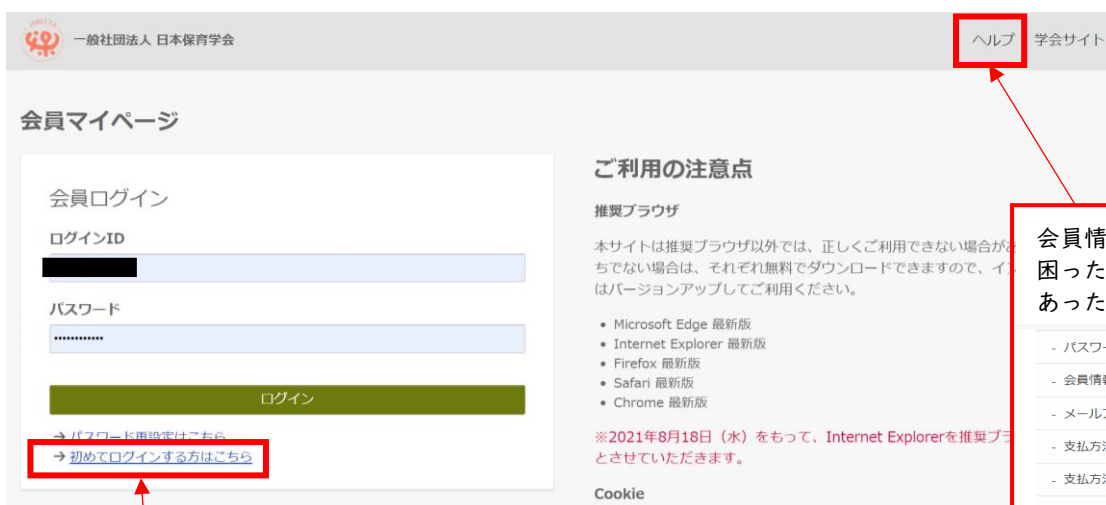 一般社団法人 日本保育学会
ヘルプ
学会サイト
会員マイページ
会員ログイン
ログインID
パスワード
ログイン
→ パスワード再設定はこちら
→ 初めてログインする方はこちら
ご利用の注意点
推奨ブラウザ
本サイトは推奨ブラウザ以外では、正しくご利用できない場合が
ちでない場合は、それぞれ無料でダウンロードできますので、イ
はバージョンアップしてご利用ください。
• Microsoft Edge 最新版
• Internet Explorer 最新版
• Firefox 最新版
• Safari 最新版
• Chrome 最新版
※2021年8月18日（水）をもって、Internet Explorerを推奨ブラ
とさせていただきます。
Cookie
会員情
困った
あった
- パスワー
- 会員情
- メール
- 支払方
- 支払方